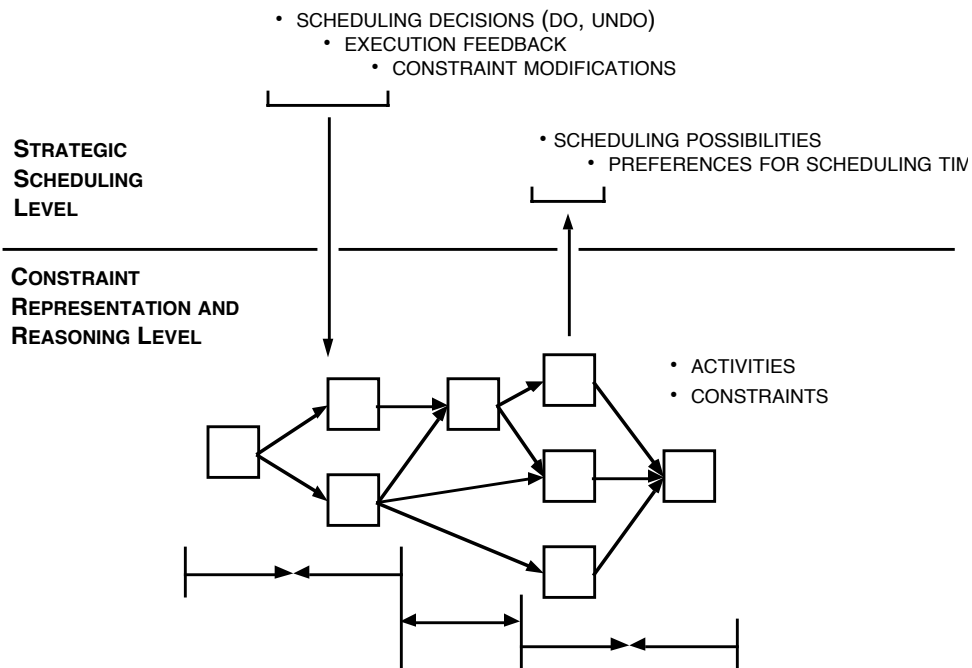 • SCHEDULING DECISIONS (DO, UNDO)
• EXECUTION FEEDBACK
• CONSTRAINT MODIFICATIONS
• SCHEDULING POSSIBILITIES
• PREFERENCES FOR SCHEDULING TIM
STRATEGIC
SCHEDULING
LEVEL
CONSTRAINT
REPRESENTATION AND
REASONING LEVEL
• ACTIVITIES
• CONSTRAINTS